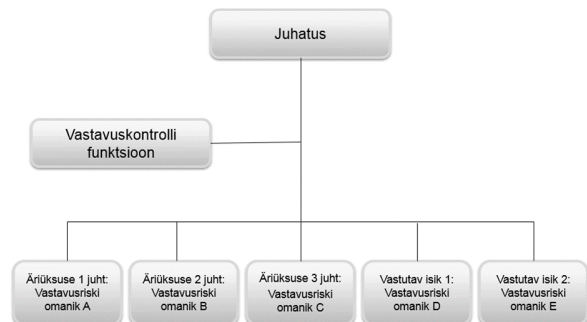 Juhatus
Vastavuskontrolli
funktsioon
Äriüksuse 1 juht:
Vastavusriski
omanik A
Äriüksuse 2 juht:
Vastavusriski
omanik B
Äriüksuse 3 juht:
Vastavusriski
omanik C
Vastutav isik 1:
Vastavusriski
omanik D
Vastutav isik 2:
Vastavusriski
omanik E